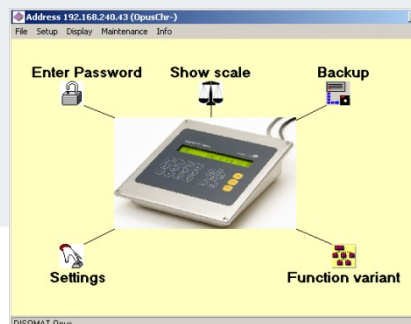 Address 192.168.240.43 (OpusChr-)
File Setup Display Maintenance Info
Enter Password Show scale Backup
Settings Function variant
DISOMAT Opus